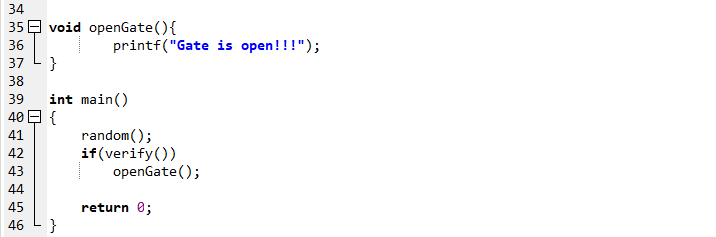 34
35 void openGate(){
36 printf("Gate is open!!!");
37 }
38
39 int main()
40 {
41 random();
42 if(verify())
43 openGate();
44
45 return 0;
46 }